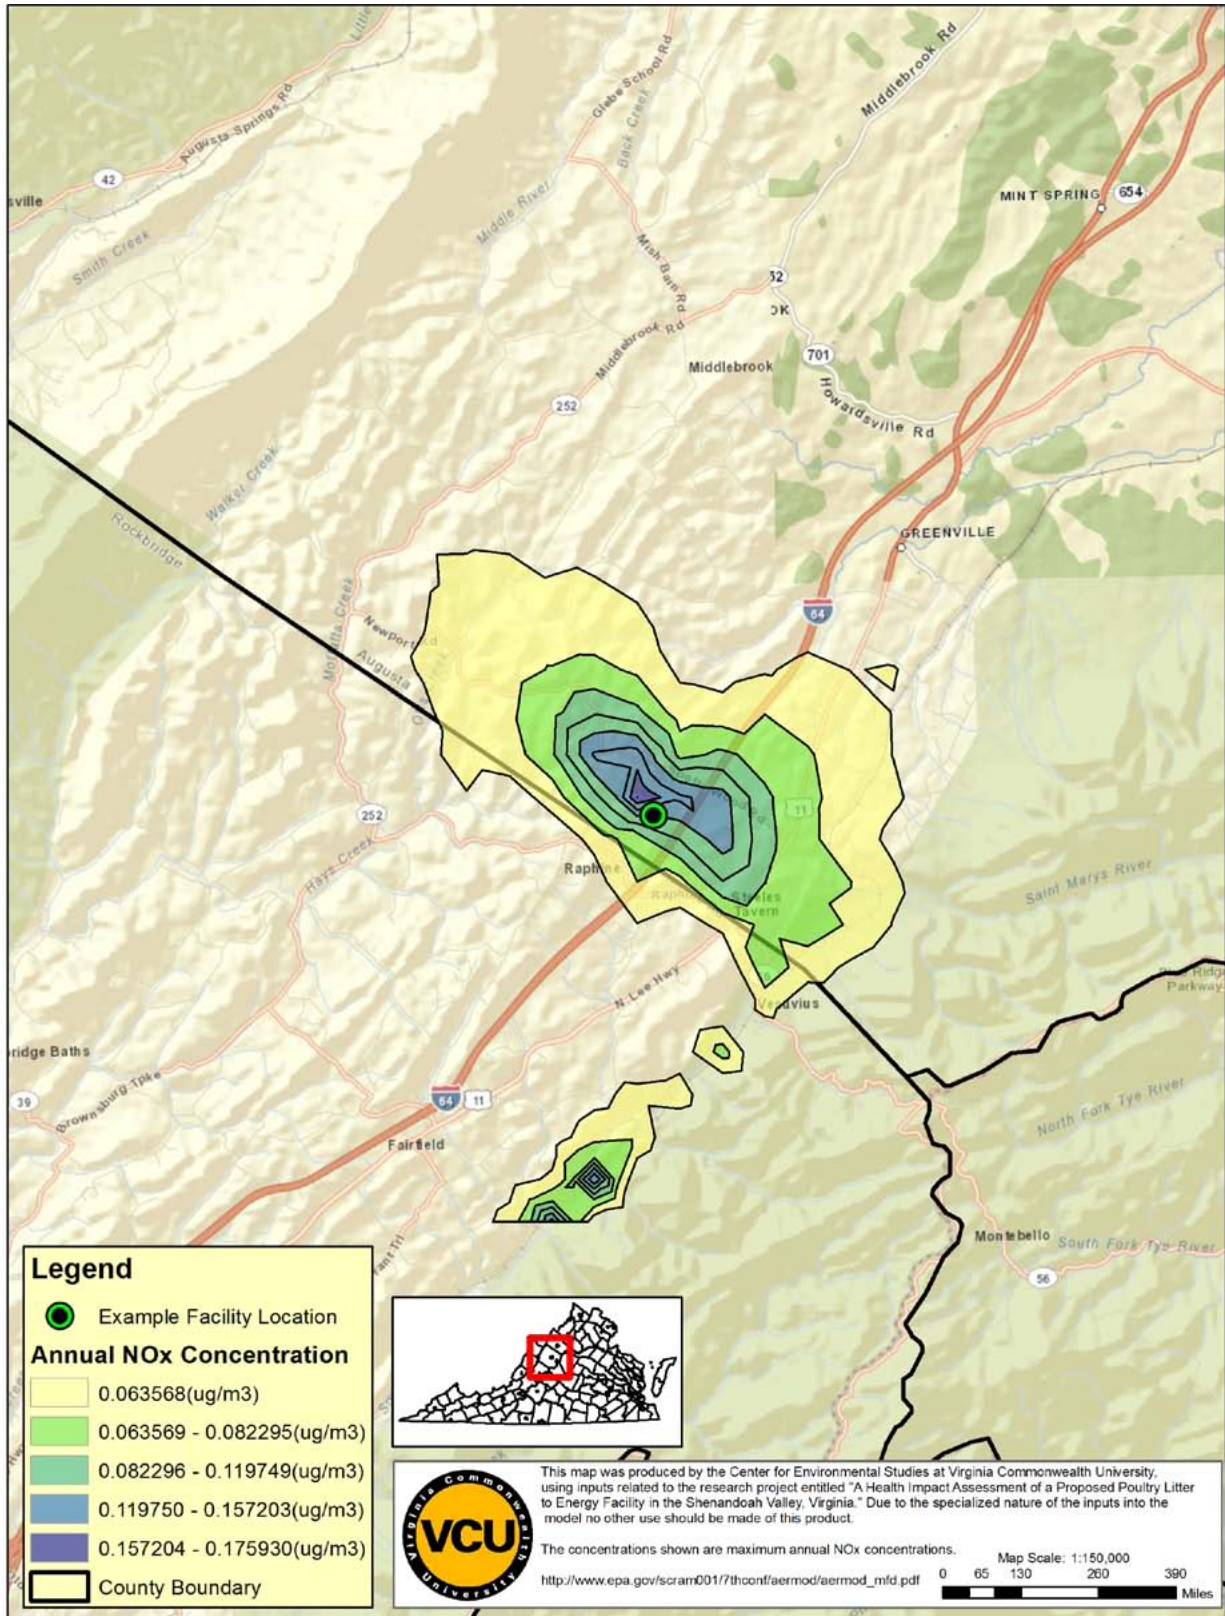 Little
Middlebrook Rd
Glebe School Rd
Back Creek
Augusta Springs Rd
42
sville
MINT SPRING
654
Middle River
Smith Creek
Mish Barn Rd
52
OK
Middlebrook Rd
701
Middlebrook
Howardsville Rd
252
Walker Creek
Rockbridge
GREENVILLE
64
Moffatts Creek
Newport Rd
Augusta
11
252
Hays Creek
Raphine
Steeles
Tavern
Saint Marys River
N Lee Hwy
Vesuvius
Blue Ridge
Parkway
ridge Baths
Brownsburg Tpke
39
64
11
Fairfield
North Fork Tye River
Montebello
South Fork Tye River
56
Legend
Example Facility Location
Annual NOx Concentration
0.063568(ug/m3)
0.063569 - 0.082295(ug/m3)
0.082296 - 0.119749(ug/m3)
0.119750 - 0.157203(ug/m3)
0.157204 - 0.175930(ug/m3)
County Boundary
Virginia Commonwealth University
VCU
This map was produced by the Center for Environmental Studies at Virginia Commonwealth University,
using inputs related to the research project entitled "A Health Impact Assessment of a Proposed Poultry Litter
to Energy Facility in the Shenandoah Valley, Virginia." Due to the specialized nature of the inputs into the
model no other use should be made of this product.
The concentrations shown are maximum annual NOx concentrations.
http://www.epa.gov/scram001/7thconf/aermod/aermod_mfd.pdf
Map Scale: 1:150,000
0 65 130 260 390
Miles